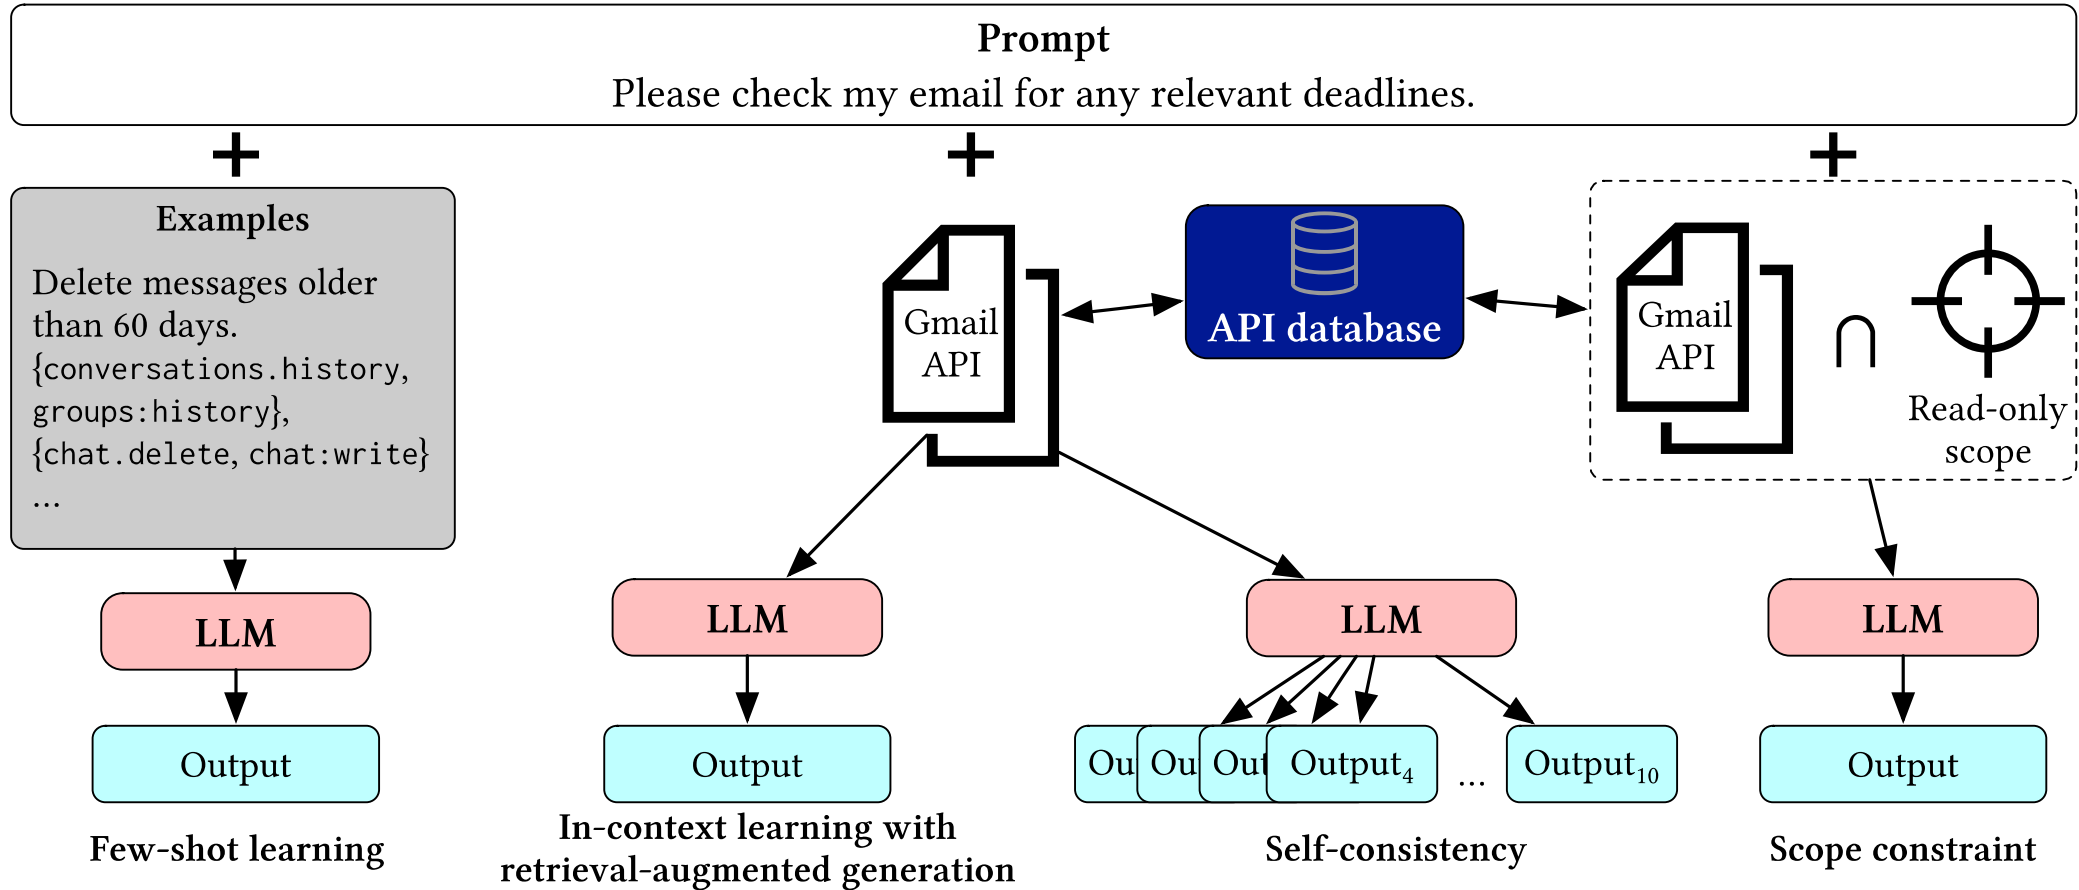 Prompt
Please check my email for any relevant deadlines.
Examples
Delete messages older
than 60 days.
{conversations.history,
groups:history},
{chat.delete, chat:write}
...
Gmail
API
API database
Gmail
API
∩
Read-only
scope
LLM
LLM
LLM
LLM
Output
Output
Ou
Ou
Out
Output₄
...
Output₁₀
Output
Few-shot learning
In-context learning with
retrieval-augmented generation
Self-consistency
Scope constraint